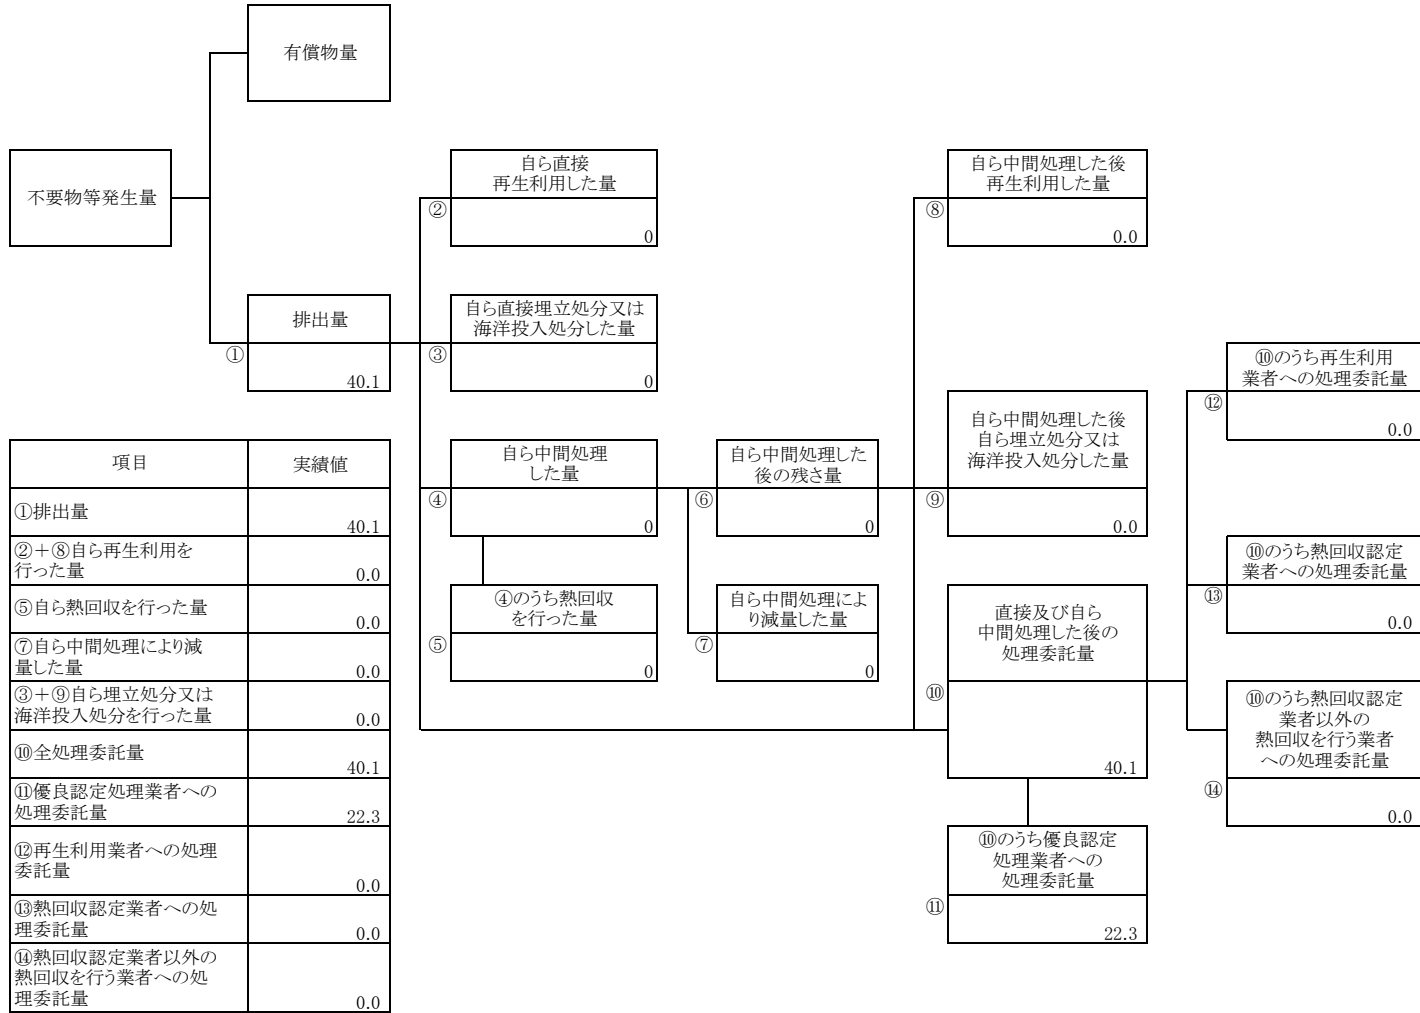 有償物量
不要物等発生量
自ら直接
再生利用した量
②
0
自ら中間処理した後
再生利用した量
⑧
0.0
排出量
①
40.1
自ら直接埋立処分又は
海洋投入処分した量
③
0
⑩のうち再生利用
業者への処理委託量
⑫
0.0
自ら中間処理
した量
④
0
自ら中間処理した
後の残さ量
⑥
0
自ら中間処理した後
自ら埋立処分又は
海洋投入処分した量
⑨
0.0
⑩のうち熱回収認定
業者への処理委託量
⑬
0.0
④のうち熱回収
を行った量
⑤
0
自ら中間処理によ
り減量した量
⑦
0
直接及び自ら
中間処理した後の
処理委託量
⑩
40.1
⑩のうち熱回収認定
業者以外の
熱回収を行う業者
への処理委託量
⑭
0.0
⑩のうち優良認定
処理業者への
処理委託量
⑪
22.3
項目 実績値
①排出量
40.1
②＋⑧自ら再生利用を
行った量 0.0
⑤自ら熱回収を行った量
0.0
⑦自ら中間処理により減
量した量 0.0
③＋⑨自ら埋立処分又は
海洋投入処分を行った量 0.0
⑩全処理委託量
40.1
⑪優良認定処理業者への
処理委託量 22.3
⑫再生利用業者への処理
委託量
0.0
⑬熱回収認定業者への処
理委託量 0.0
⑭熱回収認定業者以外の
熱回収を行う業者への処
理委託量 0.0